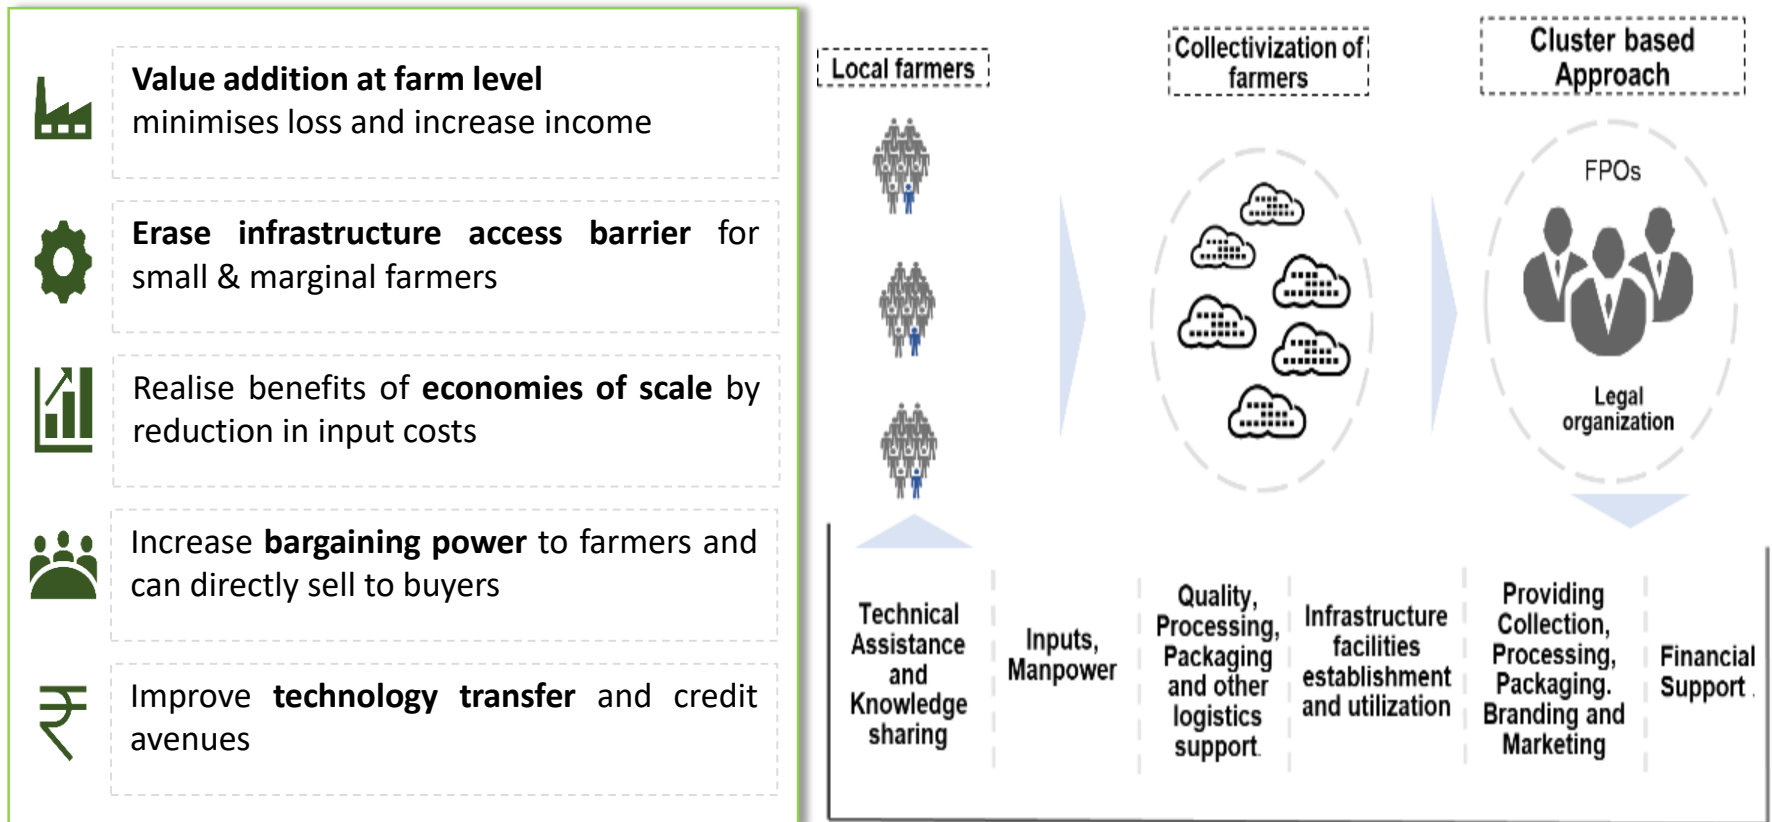 Value addition at farm level
minimises loss and increase income
Erase infrastructure access barrier for
small & marginal farmers
Realise benefits of economies of scale by
reduction in input costs
Increase bargaining power to farmers and
can directly sell to buyers
₹
Improve technology transfer and credit
avenues
Local farmers
Collectivization of
farmers
Cluster based
Approach
FPOs
Legal
organization
Technical
Assistance
and
Knowledge
sharing
Inputs,
Manpower
Quality,
Processing,
Packaging
and other
logistics
support.
Infrastructure
facilities
establishment
and utilization
Providing
Collection,
Processing,
Packaging.
Branding and
Marketing
Financial
Support .